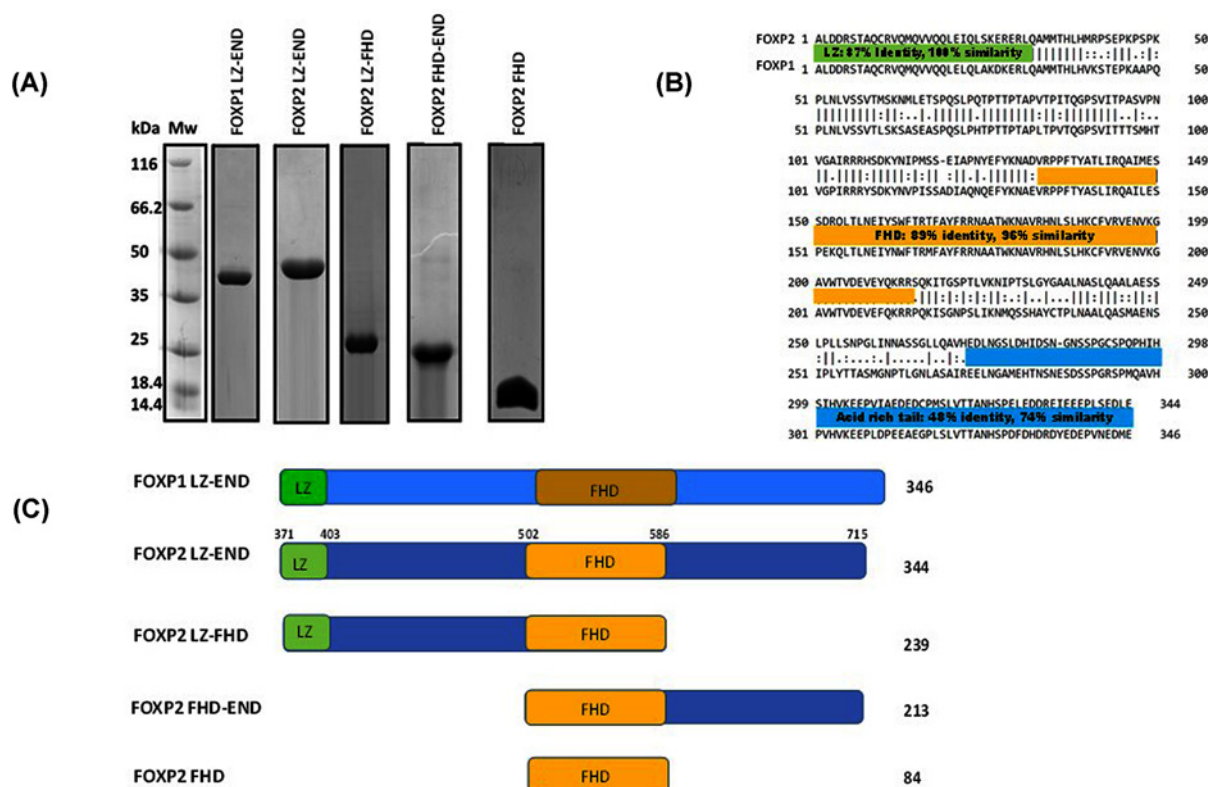 (A)
FOXP1 LZ-END
FOXP2 LZ-END
FOXP2 LZ-FHD
FOXP2 FHD-END
FOXP2 FHD
kDa Mw
116
66.2
50
35
25
18.4
14.4
(B)
FOXP2 1 ALDDRSTAQCRVQMQVVQQLEIQLSKERERLQAMMTHLHMRPSEPKPSPK 50
LZ: 87% Identity, 100% similarity
FOXP1 1 ALDDRSTAQCRVQMQVVQQLELQLAKDKERLQAMMTHLHVKSTEPKAAPQ 50
51 PLNLVSSVTMSKNMLETSPQSLPQTPTTPTAPVTPITQGPSVITPASVPN 100
51 PLNLVSSVTLSKSASEASPQSLPHTPTTPTAPLTPVTQGPSVITTTSMHT 100
101 VGAIRRRHSDKYNIPMSS-EIAPNYEFYKNADVRPPFTYATLIRQAIMES 149
101 VGPIRRRYSDKYNVPISSADIAQNQEFYKNAEVRPPFTYASLIRQAILES 150
150 SDRQLTLNEIYSWFTRTFAYFRRNAATWKNAVRHNLSLHKCFVRVENVKG 199
FHD: 89% identity, 96% similarity
151 PEKQLTLNEIYNWFTRMFAYFRRNAATWKNAVRHNLSLHKCFVRVENVKG 200
200 AVWTVDEVEYQKRRSQKITGSPTLVKNIPTSLGYGAALNASLQAALAESS 249
201 AVWTVDEVEFQKRRPQKISGNPSLIKNMQSSHAYCTPLNAALQASMAENS 250
250 LPLLSNPGLINNASSGLLQAVHEDLNGSLDHIDSN-GNSSPGCSPQPHIH 298
251 IPLYTTASMGNPTLGNLASAIREELNGAMEHTNSNESDSSPGRSPMQAVH 300
299 SIHVKEEPVIAEDEDCPMSLVTTANHSPELEDDREIEEEPLSEDLE 344
Acid rich tail: 48% identity, 74% similarity
301 PVHVKEEPLDPEEAEGPLSLVTTANHSPDFDHDRDYEDEPVNEDME 346
(C)
FOXP1 LZ-END LZ FHD 346
371 403 502 586 715
FOXP2 LZ-END LZ FHD 344
FOXP2 LZ-FHD LZ FHD 239
FOXP2 FHD-END FHD 213
FOXP2 FHD FHD 84